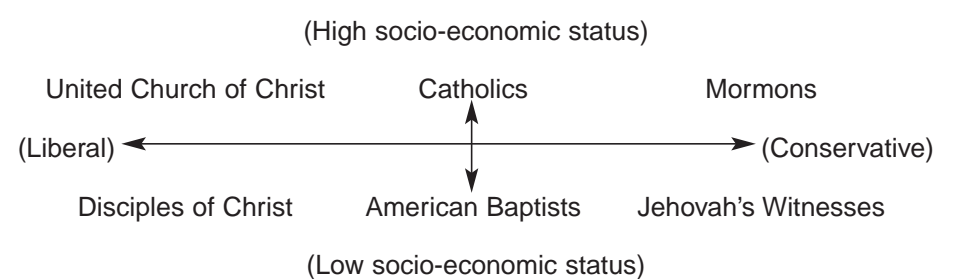 (High socio-economic status)
United Church of Christ Catholics Mormons
(Liberal) (Conservative)
Disciples of Christ American Baptists Jehovah's Witnesses
(Low socio-economic status)